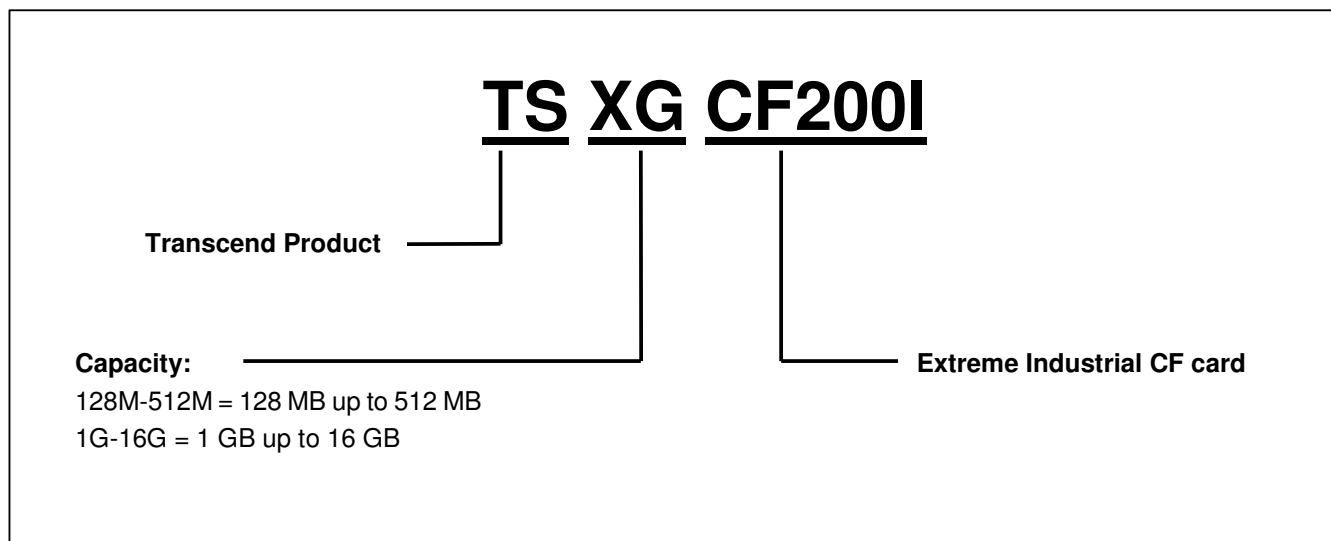 TS XG CF200I
Transcend Product
Capacity:
128M-512M = 128 MB up to 512 MB
1G-16G = 1 GB up to 16 GB
Extreme Industrial CF card